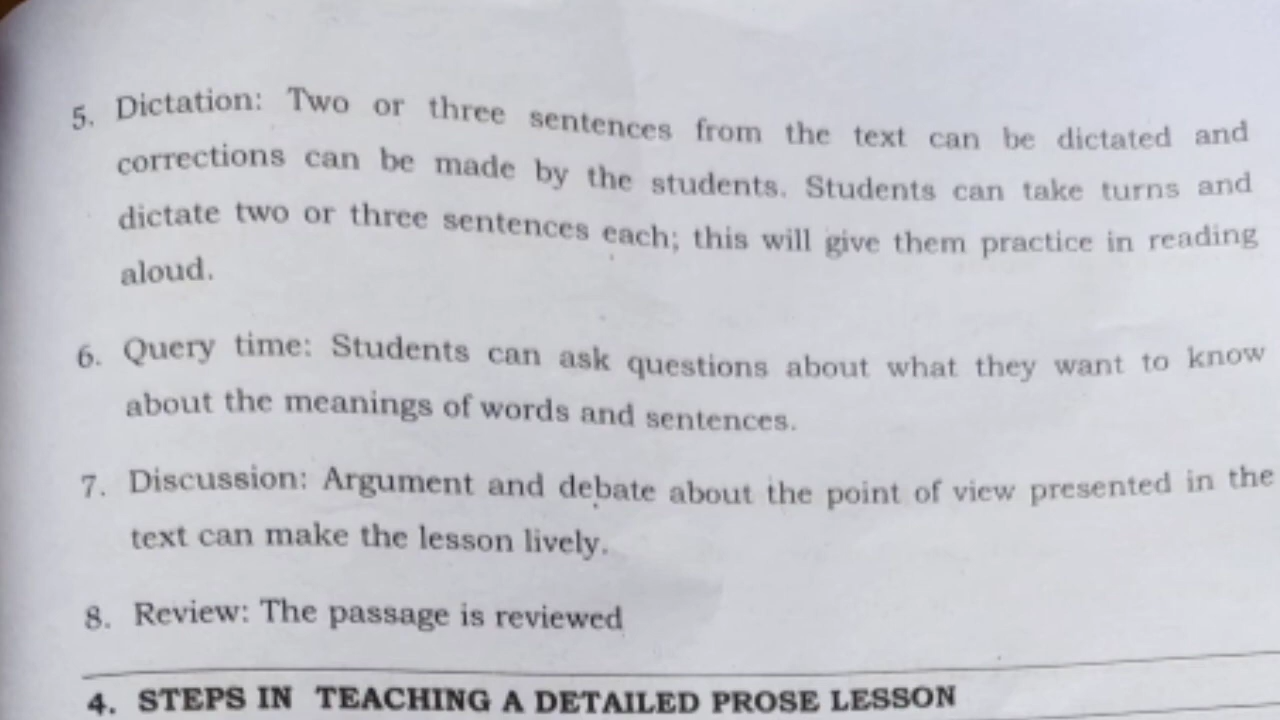 5. Dictation: Two or three sentences from the text can be dictated and
corrections can be made by the students. Students can take turns and
dictate two or three sentences each; this will give them practice in reading
aloud.
6. Query time: Students can ask questions about what they want to know
about the meanings of words and sentences.
7. Discussion: Argument and debate about the point of view presented in the
text can make the lesson lively.
8. Review: The passage is reviewed
4. STEPS IN TEACHING A DETAILED PROSE LESSON